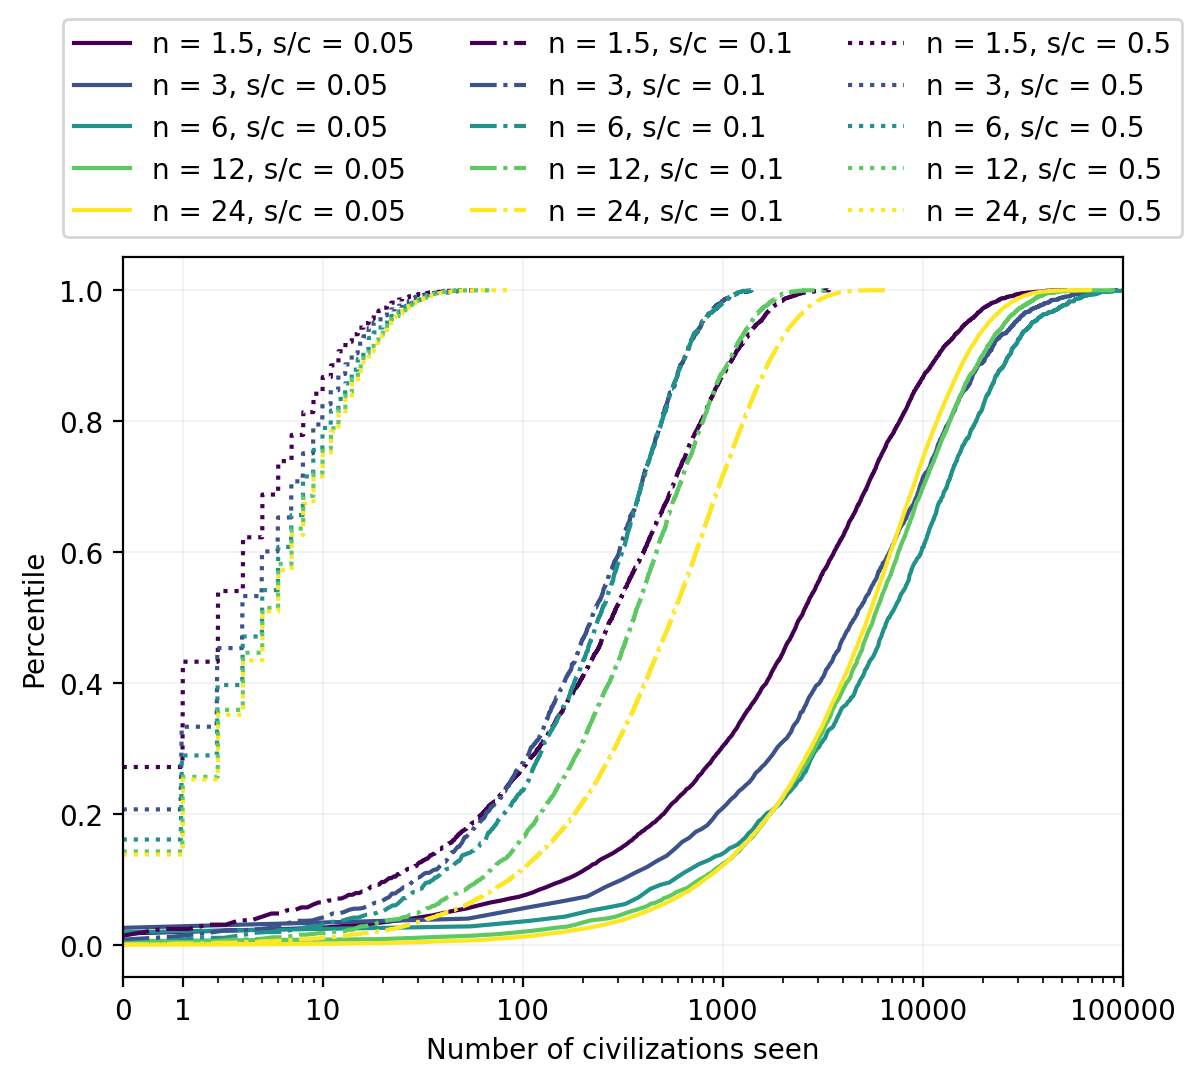 n = 1.5, s/c = 0.05 n = 1.5, s/c = 0.1 n = 1.5, s/c = 0.5
n = 3, s/c = 0.05 n = 3, s/c = 0.1 n = 3, s/c = 0.5
n = 6, s/c = 0.05 n = 6, s/c = 0.1 n = 6, s/c = 0.5
n = 12, s/c = 0.05 n = 12, s/c = 0.1 n = 12, s/c = 0.5
n = 24, s/c = 0.05 n = 24, s/c = 0.1 n = 24, s/c = 0.5
1.0
0.8
0.6
Percentile
0.4
0.2
0.0
0 1 10 100 1000 10000 100000
Number of civilizations seen